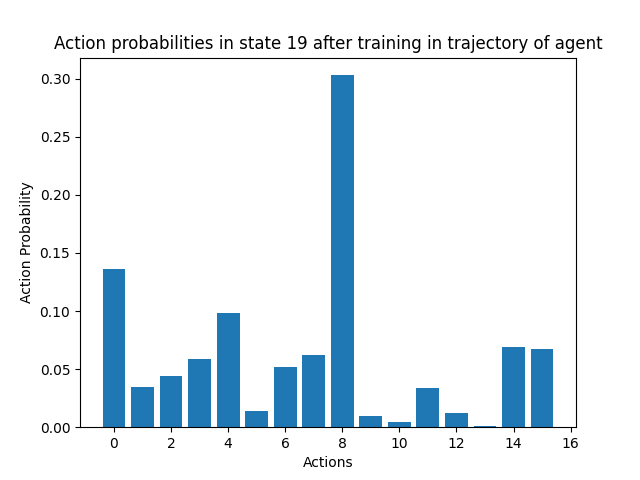 Action probabilities in state 19 after training in trajectory of agent
0.30
0.25
0.20
0.15
0.10
0.05
0.00
Action Probability
0 2 4 6 8 10 12 14 16
Actions